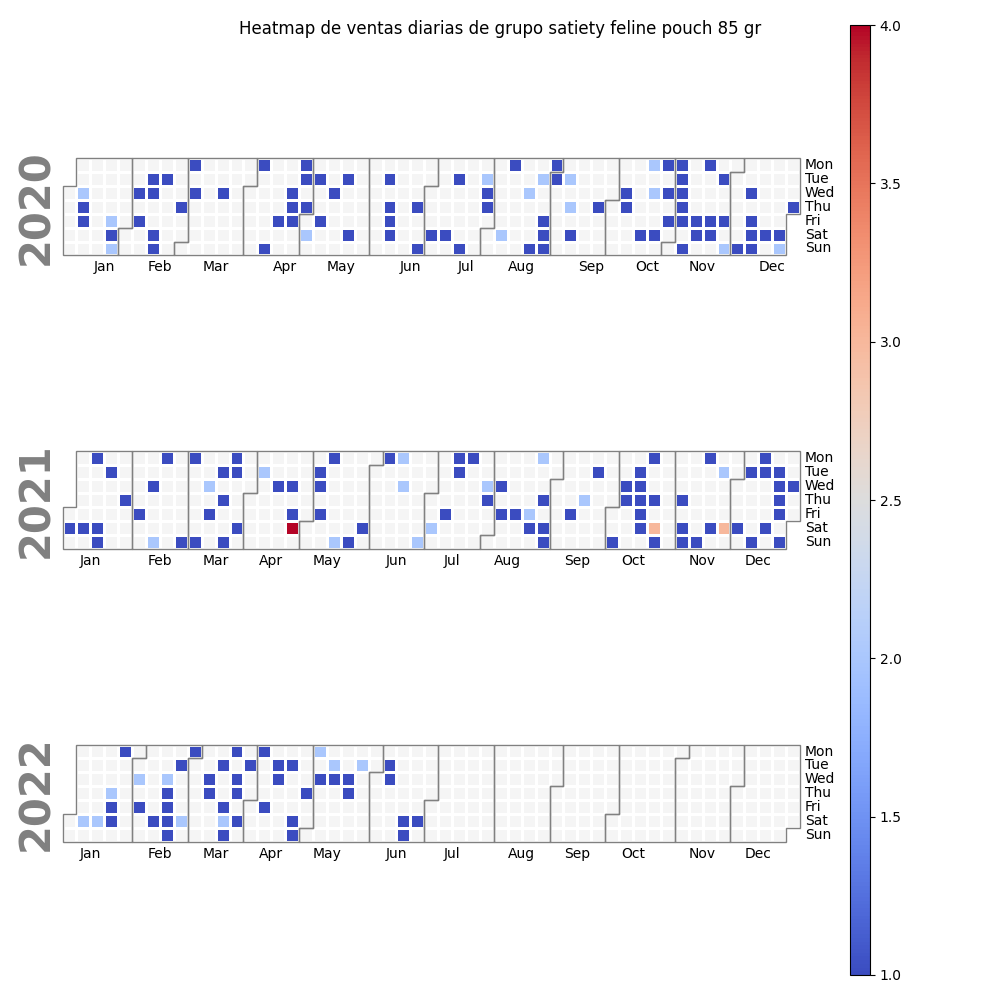 Heatmap de ventas diarias de grupo satiety feline pouch 85 gr
4.0
3.5
3.0
2.5
2.0
1.5
1.0
2020
Mon
Tue
Wed
Thu
Fri
Sat
Sun
Jan Feb Mar Apr May Jun Jul Aug Sep Oct Nov Dec
2021
Mon
Tue
Wed
Thu
Fri
Sat
Sun
Jan Feb Mar Apr May Jun Jul Aug Sep Oct Nov Dec
2022
Mon
Tue
Wed
Thu
Fri
Sat
Sun
Jan Feb Mar Apr May Jun Jul Aug Sep Oct Nov Dec